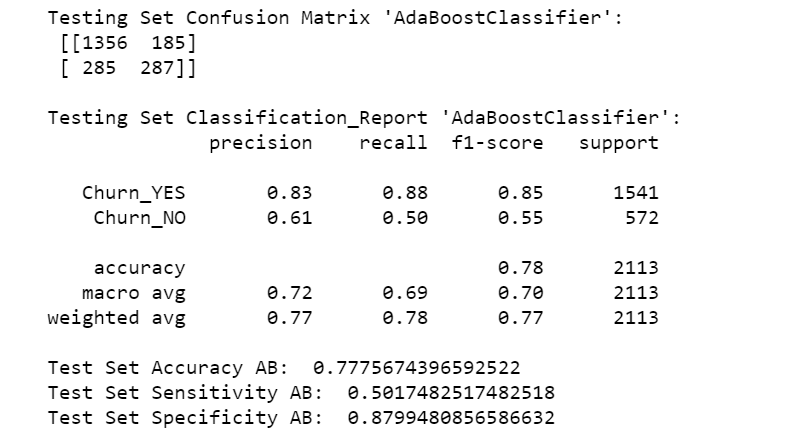 Testing Set Confusion Matrix 'AdaBoostClassifier':
[[1356 185]
[ 285 287]]
Testing Set Classification_Report 'AdaBoostClassifier':
precision recall f1-score support
Churn_YES 0.83 0.88 0.85 1541
Churn_NO 0.61 0.50 0.55 572
accuracy 0.78 2113
macro avg 0.72 0.69 0.70 2113
weighted avg 0.77 0.78 0.77 2113
Test Set Accuracy AB: 0.7775674396592522
Test Set Sensitivity AB: 0.5017482517482518
Test Set Specificity AB: 0.8799480856586632